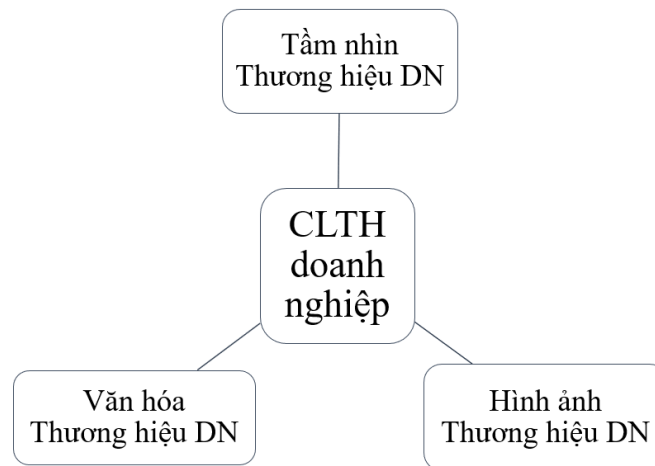 Tầm nhìn
Thương hiệu DN
CLTH
doanh
nghiệp
Văn hóa
Thương hiệu DN
Hình ảnh
Thương hiệu DN